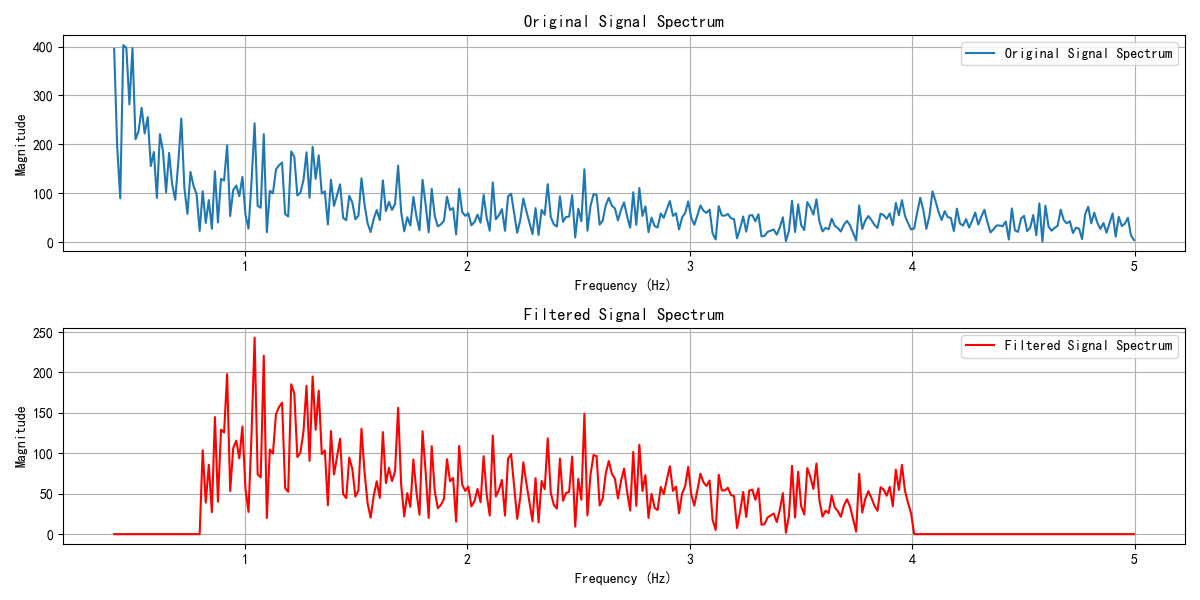 Original Signal Spectrum
Original Signal Spectrum
400
300
200
100
0
Magnitude
1 2 3 4 5
Frequency (Hz)
Filtered Signal Spectrum
Filtered Signal Spectrum
250
200
150
100
50
0
Magnitude
1 2 3 4 5
Frequency (Hz)